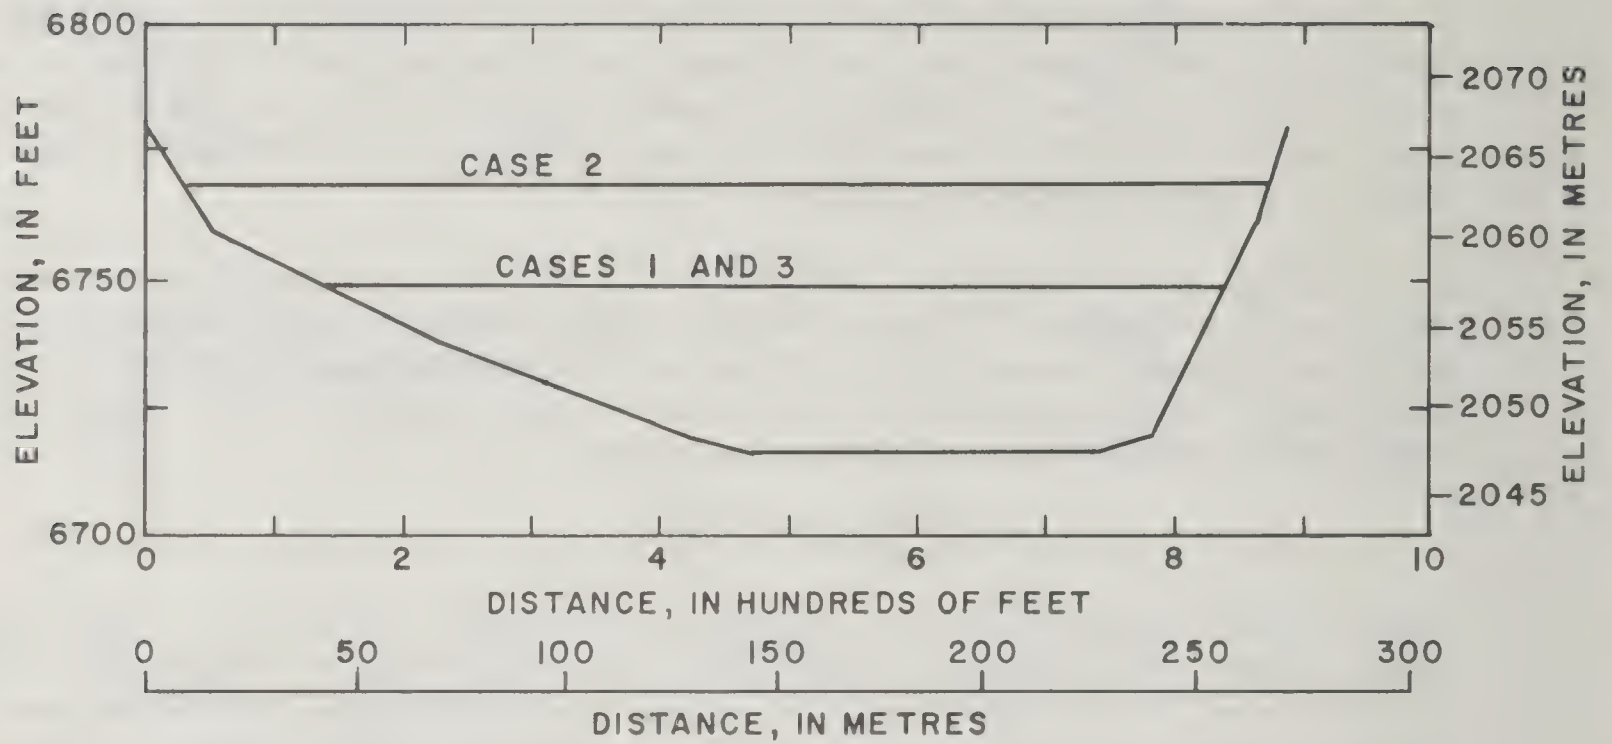 6800
6750
6700
ELEVATION, IN FEET
CASE 2
CASES 1 AND 3
2070
2065
2060
2055
2050
2045
ELEVATION, IN METRES
0 2 4 6 8 10
DISTANCE, IN HUNDREDS OF FEET
0 50 100 150 200 250 300
DISTANCE, IN METRES